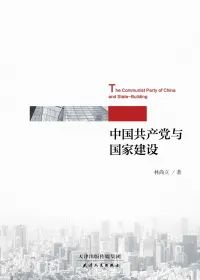 The Communist Party of China
and State-Building
中国共产党与
国家建设
林尚立 / 著
天津出版传媒集团
天津人民出版社